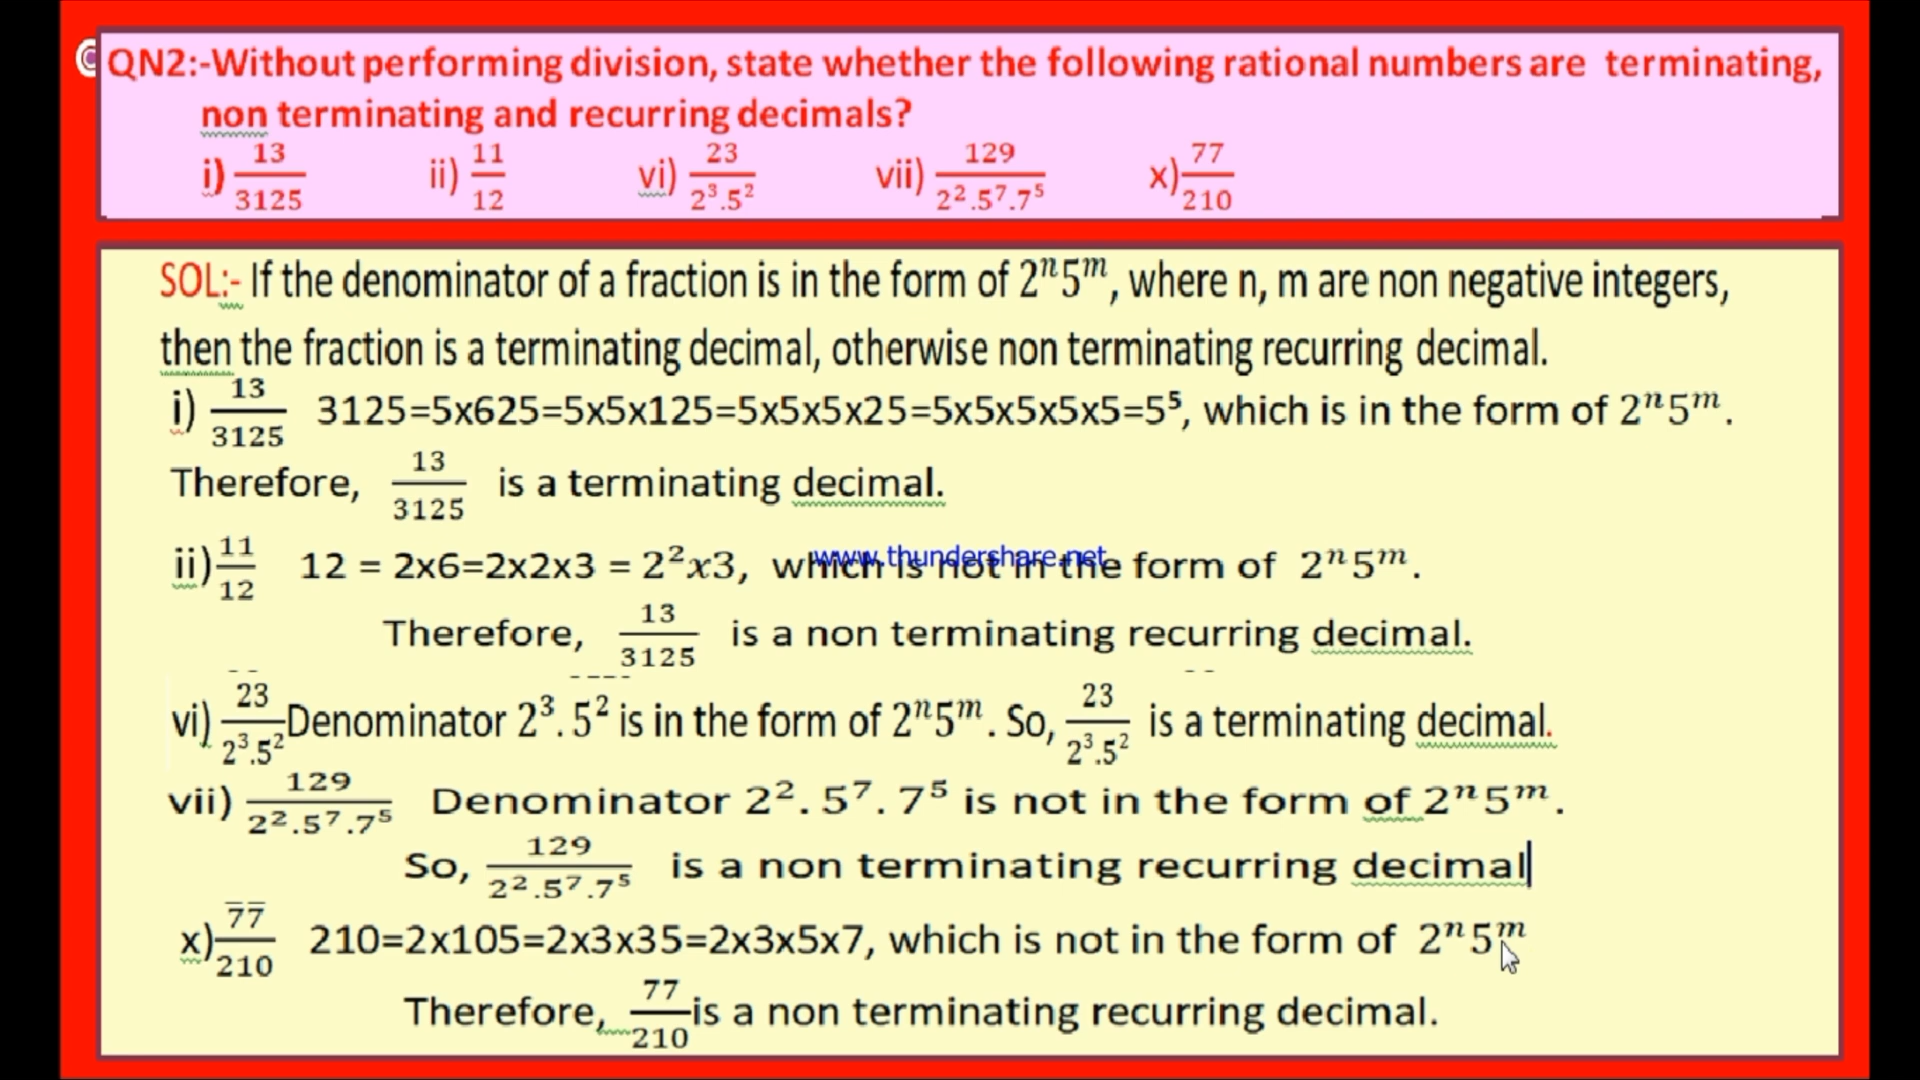 ©
QN2:-Without performing division, state whether the following rational numbers are terminating,
non terminating and recurring decimals?
i) 13/3125 ii) 11/12 vi) 23/2³.5² vii) 129/2².5⁷.7⁵ x) 77/210
SOL:- If the denominator of a fraction is in the form of 2ⁿ5ᵐ, where n, m are non negative integers,
then the fraction is a terminating decimal, otherwise non terminating recurring decimal.
i) 13/3125 3125=5x625=5x5x125=5x5x5x25=5x5x5x5x5=5⁵, which is in the form of 2ⁿ5ᵐ.
Therefore, 13/3125 is a terminating decimal.
ii) 11/12 12 = 2x6=2x2x3 = 2²x3, which is not in the form of 2ⁿ5ᵐ.
www.thundershare.net
Therefore, 13/3125 is a non terminating recurring decimal.
vi) 23/2³.5² Denominator 2³.5² is in the form of 2ⁿ5ᵐ. So, 23/2³.5² is a terminating decimal.
vii) 129/2².5⁷.7⁵ Denominator 2².5⁷.7⁵ is not in the form of 2ⁿ5ᵐ.
So, 129/2².5⁷.7⁵ is a non terminating recurring decimal
x) 77/210 210=2x105=2x3x35=2x3x5x7, which is not in the form of 2ⁿ5ᵐ
Therefore, 77/210 is a non terminating recurring decimal.